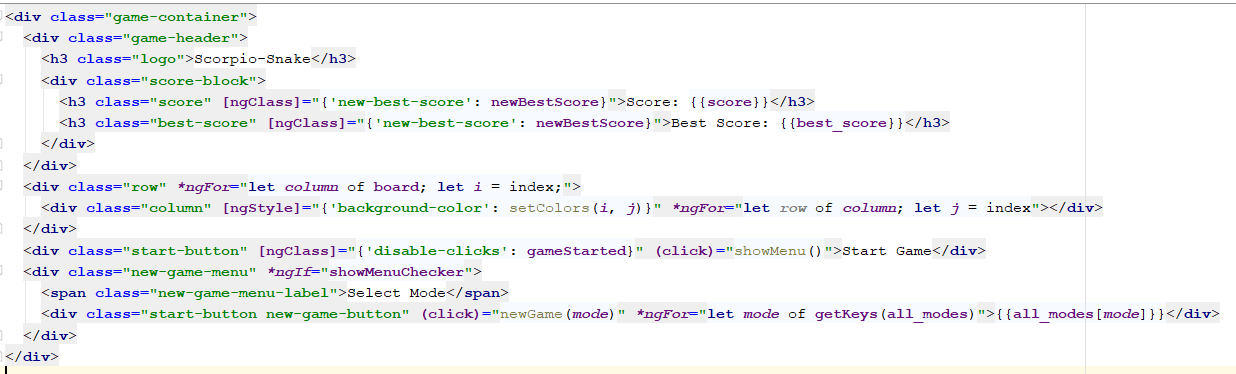 <div class="game-container">
<div class="game-header">
<h3 class="logo">Scorpio-Snake</h3>
<div class="score-block">
<h3 class="score" [ngClass]="{'new-best-score': newBestScore}">Score: {{score}}</h3>
<h3 class="best-score" [ngClass]="{'new-best-score': newBestScore}">Best Score: {{best_score}}</h3>
</div>
</div>
<div class="row" *ngFor="let column of board; let i = index;">
<div class="column" [ngStyle]="{'background-color': setColors(i, j)}" *ngFor="let row of column; let j = index"></div>
</div>
<div class="start-button" [ngClass]="{'disable-clicks': gameStarted}" (click)="showMenu()">Start Game</div>
<div class="new-game-menu" *ngIf="showMenuChecker">
<span class="new-game-menu-label">Select Mode</span>
<div class="start-button new-game-button" (click)="newGame(mode)" *ngFor="let mode of getKeys(all_modes)">{{all_modes[mode]}}</div>
</div>
</div>